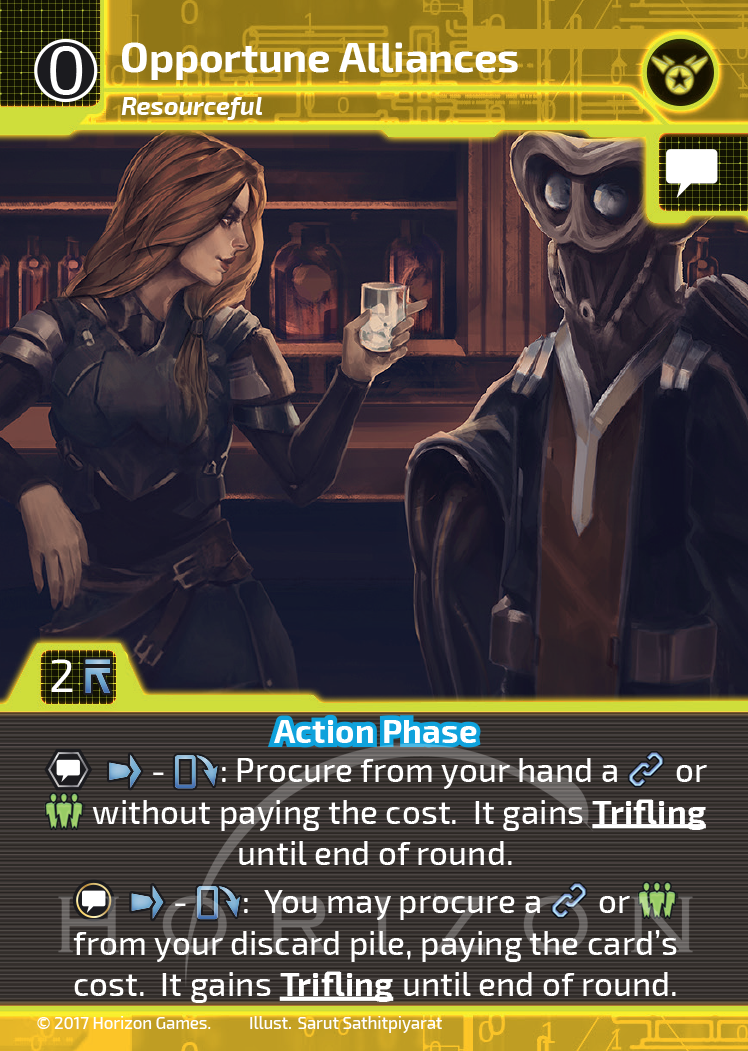 0
Opportune Alliances
Resourceful
2
Action Phase
- : Procure from your hand a or
without paying the cost. It gains Trifling
until end of round.
- : You may procure a or
from your discard pile, paying the card's
cost. It gains Trifling until end of round.
HORIZON
© 2017 Horizon Games. Illust. Sarut Sathitpiyarat